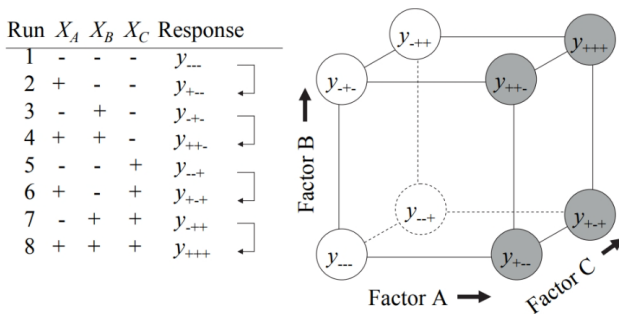 Run X_A X_B X_C Response
1 - - - y_---
2 + - - y_+--
3 - + - y_-+-
4 + + - y_++-
5 - - + y_--+
6 + - + y_+-+
7 - + + y_-++
8 + + + y_+++
y_-++
y_+++
y_-+-
y_++-
Factor B
y_--+
y_+-+
y_---
y_+--
Factor A
Factor C